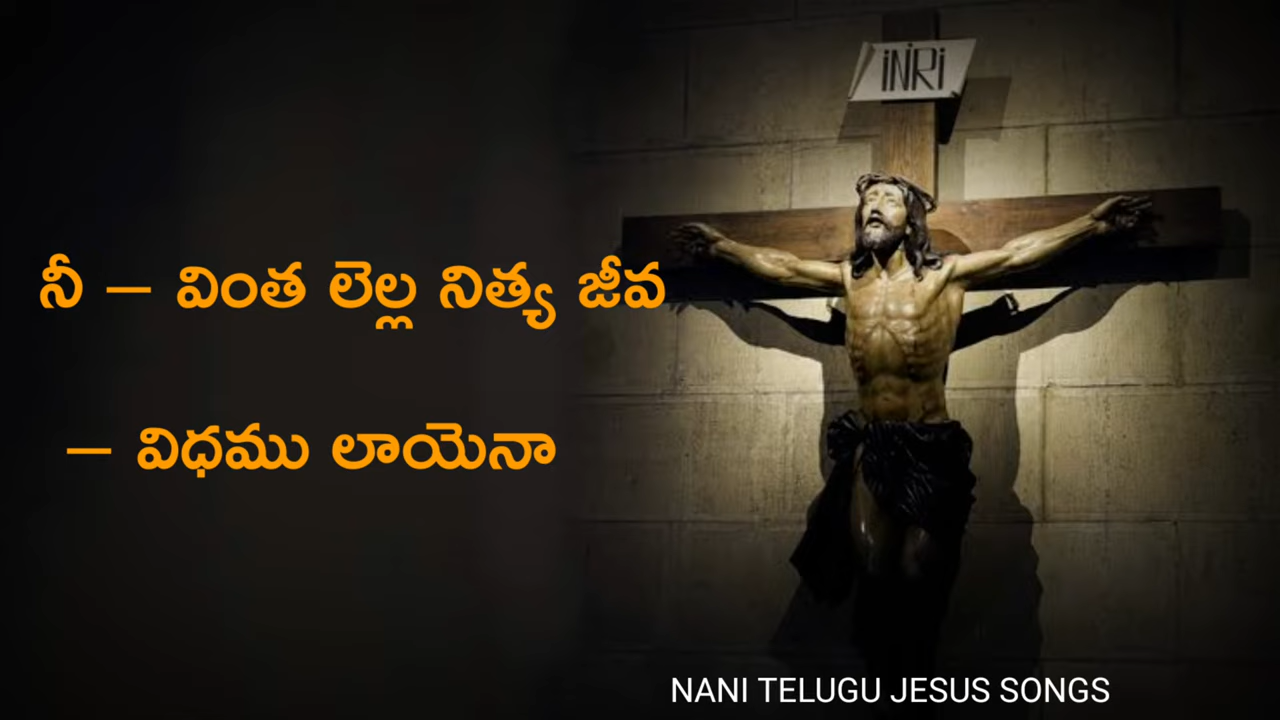 INRI
నీ – వింత లెల్ల నిత్య జీవ
– విధము లాయెనా
NANI TELUGU JESUS SONGS